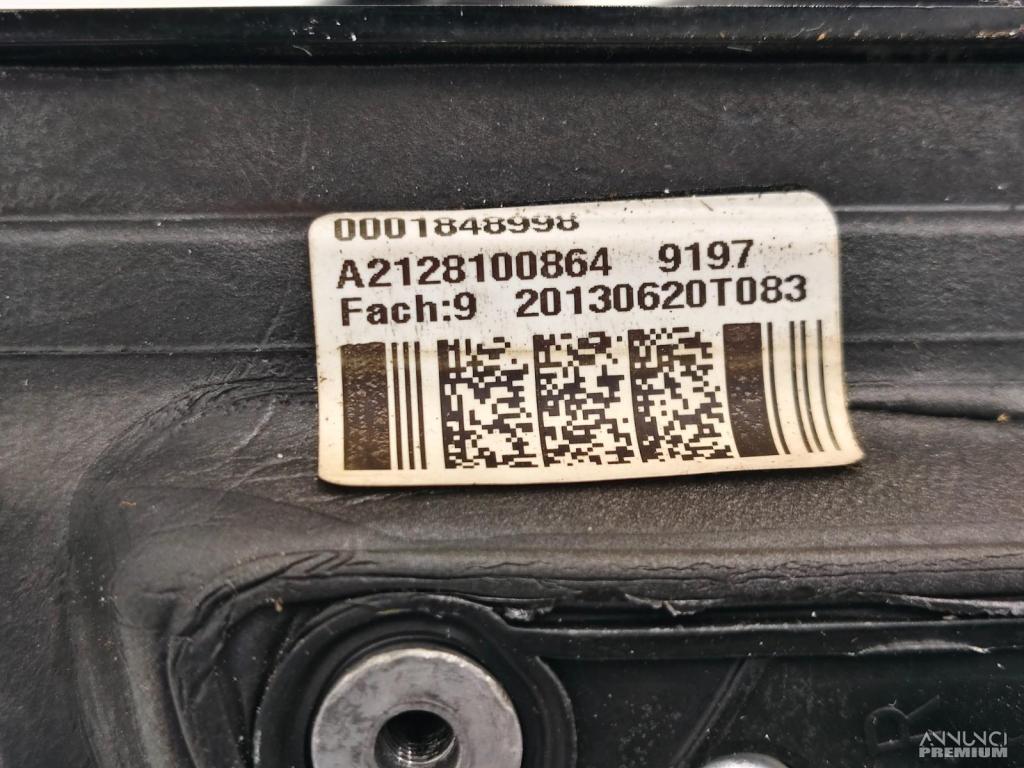 0001848998
A2128100864 9197
Fach:9 20130620T083
R
ANNUNCI
PREMIUM